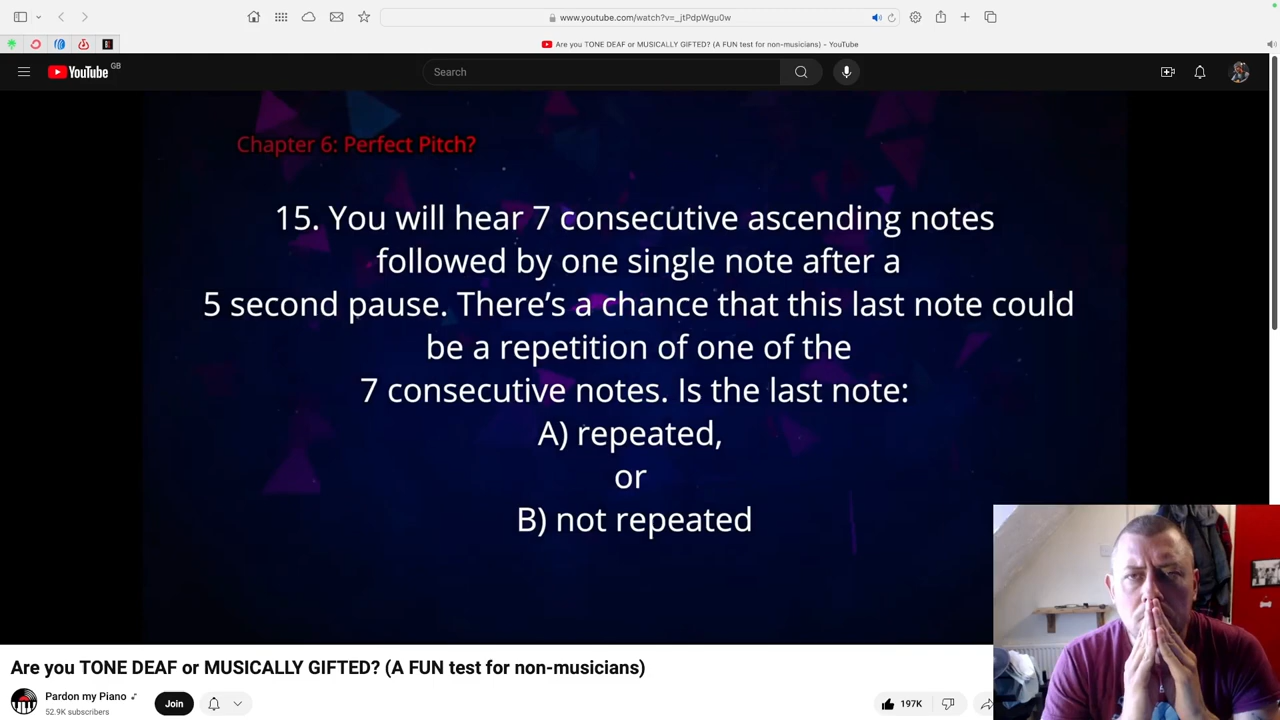 www.youtube.com/watch?v=_jtPdpWgu0w
Are you TONE DEAF or MUSICALLY GIFTED? (A FUN test for non-musicians) - YouTube
YouTube GB
Search
Chapter 6: Perfect Pitch?
15. You will hear 7 consecutive ascending notes
followed by one single note after a
5 second pause. There’s a chance that this last note could
be a repetition of one of the
7 consecutive notes. Is the last note:
A) repeated,
or
B) not repeated
Are you TONE DEAF or MUSICALLY GIFTED? (A FUN test for non-musicians)
Pardon my Piano
52.9K subscribers
Join
197K